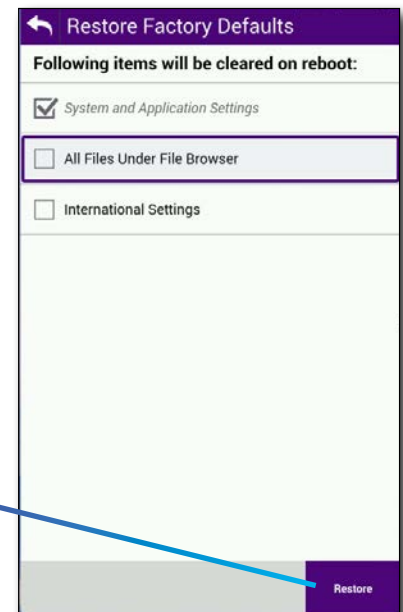 Restore Factory Defaults
Following items will be cleared on reboot:
System and Application Settings
All Files Under File Browser
International Settings
Restore